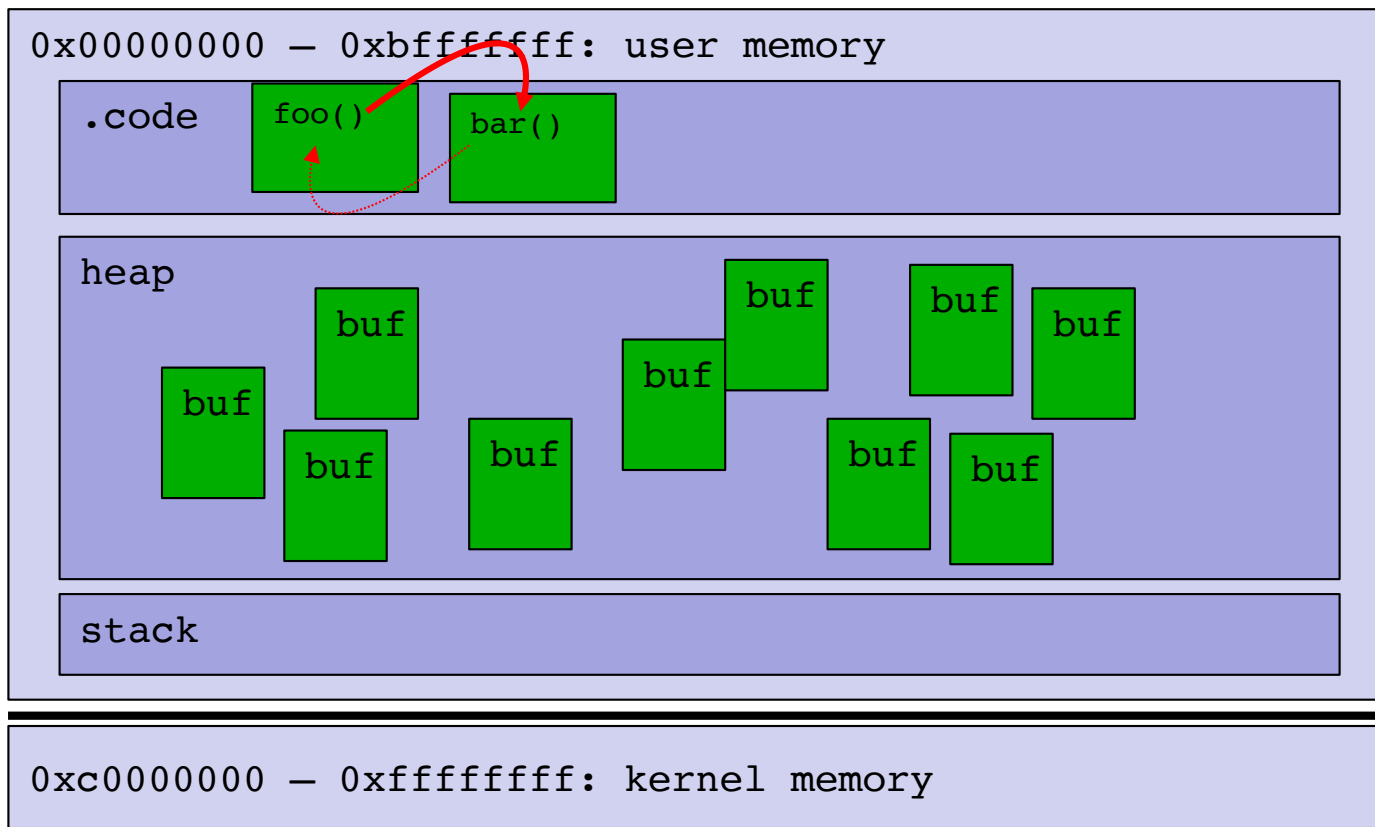 0x00000000 – 0xbfffffff: user memory
.code
foo()
bar()
heap
buf
buf
buf
buf
buf
buf
buf
buf
buf
buf
stack
0xc0000000 – 0xffffffff: kernel memory